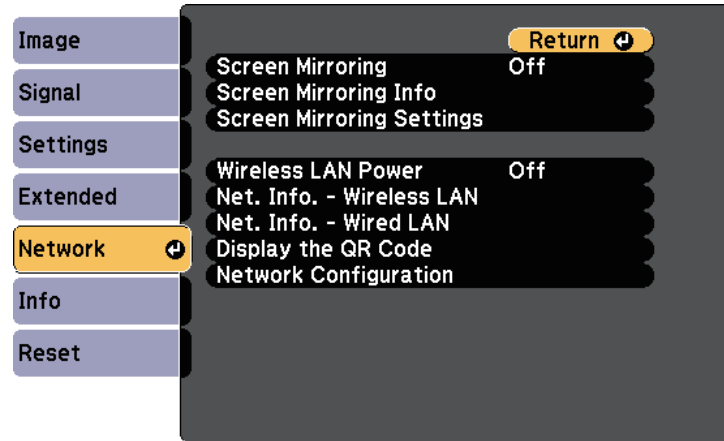 Image
Signal
Settings
Extended
Network
Info
Reset
Return
Screen Mirroring Off
Screen Mirroring Info
Screen Mirroring Settings
Wireless LAN Power Off
Net. Info. - Wireless LAN
Net. Info. - Wired LAN
Display the QR Code
Network Configuration